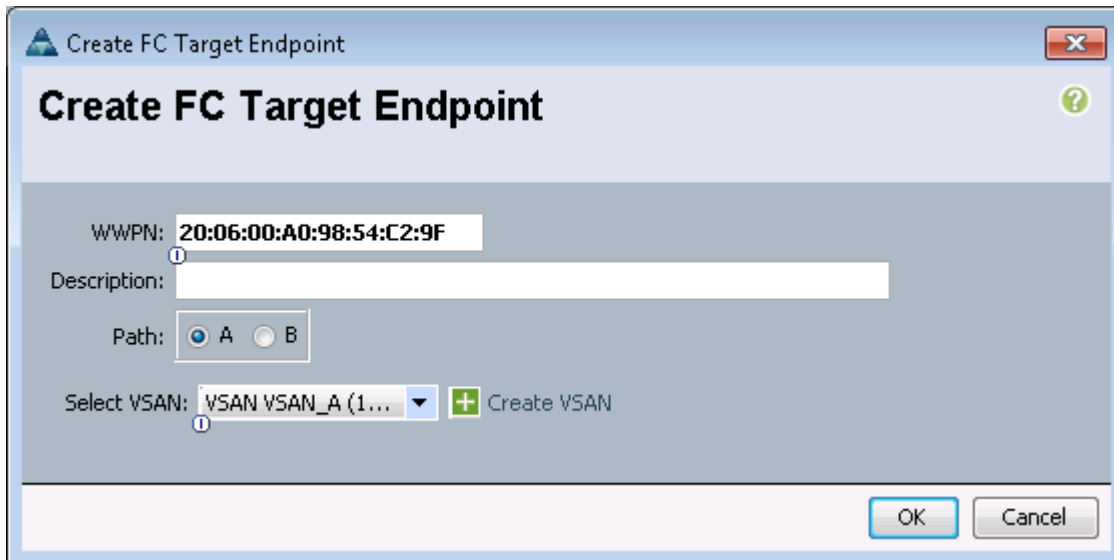 Create FC Target Endpoint
Create FC Target Endpoint
WWPN: 20:06:00:A0:98:54:C2:9F
Description:
Path: A B
Select VSAN: VSAN VSAN_A (1... Create VSAN
OK Cancel